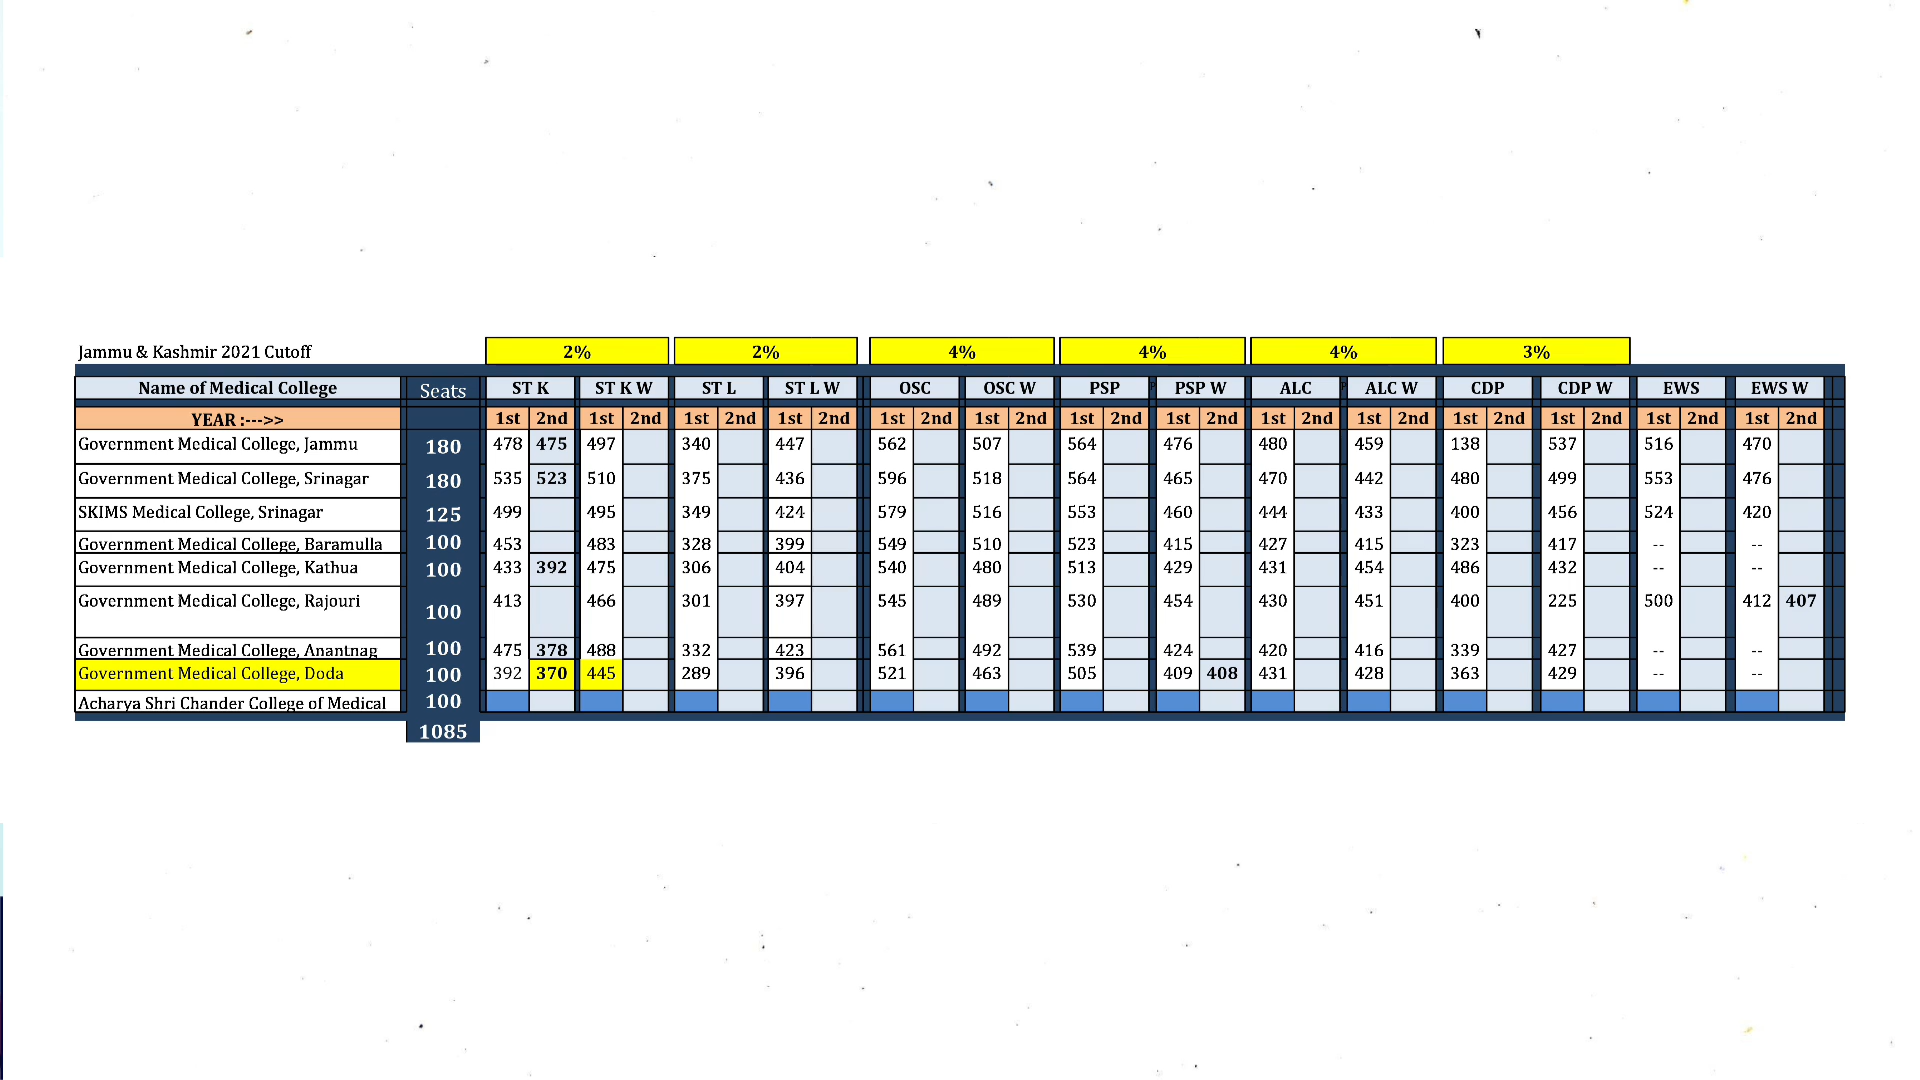 Jammu & Kashmir 2021 Cutoff 2% 2% 4% 4% 4% 3%
Name of Medical College Seats ST K ST K W ST L ST L W OSC OSC W PSP PSP W ALC ALC W CDP CDP W EWS EWS W
YEAR :--->> 1st 2nd 1st 2nd 1st 2nd 1st 2nd 1st 2nd 1st 2nd 1st 2nd 1st 2nd 1st 2nd 1st 2nd 1st 2nd 1st 2nd 1st 2nd 1st 2nd
Government Medical College, Jammu 180 478 475 497 340 447 562 507 564 476 480 459 138 537 516 470
Government Medical College, Srinagar 180 535 523 510 375 436 596 518 564 465 470 442 480 499 553 476
SKIMS Medical College, Srinagar 125 499 495 349 424 579 516 553 460 444 433 400 456 524 420
Government Medical College, Baramulla 100 453 483 328 399 549 510 523 415 427 415 323 417 -- --
Government Medical College, Kathua 100 433 392 475 306 404 540 480 513 429 431 454 486 432 -- --
Government Medical College, Rajouri 100 413 466 301 397 545 489 530 454 430 451 400 225 500 412 407
Government Medical College, Anantnag 100 475 378 488 332 423 561 492 539 424 420 416 339 427 -- --
Government Medical College, Doda 100 392 370 445 289 396 521 463 505 409 408 431 428 363 429 -- --
Acharya Shri Chander College of Medical 100
1085